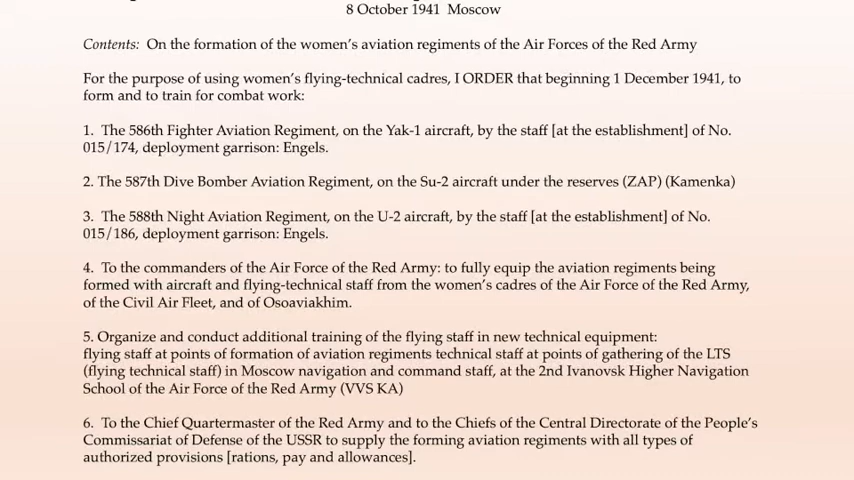 8 October 1941 Moscow
Contents: On the formation of the women's aviation regiments of the Air Forces of the Red Army
For the purpose of using women's flying-technical cadres, I ORDER that beginning 1 December 1941, to
form and to train for combat work:
1. The 586th Fighter Aviation Regiment, on the Yak-1 aircraft, by the staff [at the establishment] of No.
015/174, deployment garrison: Engels.
2. The 587th Dive Bomber Aviation Regiment, on the Su-2 aircraft under the reserves (ZAP) (Kamenka)
3. The 588th Night Aviation Regiment, on the U-2 aircraft, by the staff [at the establishment] of No.
015/186, deployment garrison: Engels.
4. To the commanders of the Air Force of the Red Army: to fully equip the aviation regiments being
formed with aircraft and flying-technical staff from the women's cadres of the Air Force of the Red Army,
of the Civil Air Fleet, and of Osoaviakhim.
5. Organize and conduct additional training of the flying staff in new technical equipment:
flying staff at points of formation of aviation regiments technical staff at points of gathering of the LTS
(flying technical staff) in Moscow navigation and command staff, at the 2nd Ivanovsk Higher Navigation
School of the Air Force of the Red Army (VVS KA)
6. To the Chief Quartermaster of the Red Army and to the Chiefs of the Central Directorate of the People's
Commissariat of Defense of the USSR to supply the forming aviation regiments with all types of
authorized provisions [rations, pay and allowances].